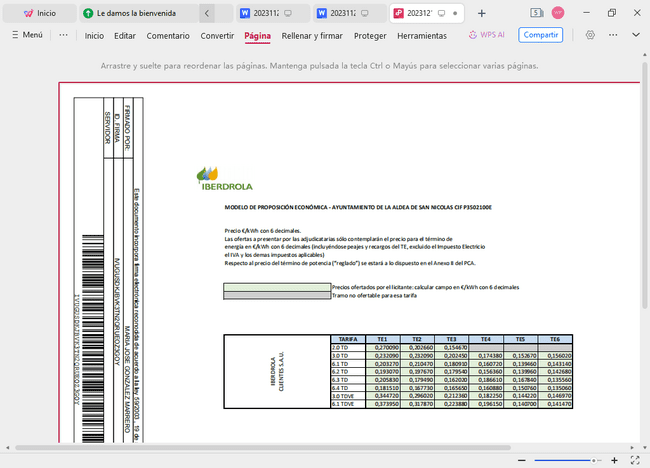 Inicio
Le damos la bienvenida
2023112
2023112
202312
5
WP
Menú
Inicio
Editar
Comentario
Convertir
Página
Rellenar y firmar
Proteger
Herramientas
WPS AI
Compartir
Arrastre y suelte para reordenar las páginas. Mantenga pulsada la tecla Ctrl o Mayús para seleccionar varias páginas.
Este documento incorpora firma electrónica reconocida de acuerdo a la ley 59/2003, 19 de
FIRMADO POR:
MARIA JOSE GONZALEZ MARRERO
ID. FIRMA
SERVIDOR
IBERDROLA
MODELO DE PROPOSICIÓN ECONÓMICA - AYUNTAMIENTO DE LA ALDEA DE SAN NICOLAS CIF P3502100E
Precio €/kWh con 6 decimales.
Las ofertas a presentar por las adjudicatarias sólo contemplarán el precio para el término de
energía en €/kWh con 6 decimales (incluyéndose peajes y recargos del TE, excluido el Impuesto Electricio
el IVA y los demas impuestos aplicables)
Respecto al precio del término de potencia ("reglado") se estará a lo dispuesto en el Anexo II del PCA.
Precios ofertados por el licitante: calcular campo en €/kWh con 6 decimales
Tramo no ofertable para esa tarifa
IBERDROLA
CLIENTES S.A.U.
TARIFA TE1 TE2 TE3 TE4 TE5 TE6
2.0 TD 0,270090 0,202660 0,154670
3.0 TD 0,232090 0,209290 0,202450 0,174380 0,152670 0,156020
6.1 TD 0,203270 0,210470 0,180910 0,160720 0,139960 0,143140
6.2 TD 0,193070 0,197670 0,179540 0,156360 0,139960 0,142680
6.3 TD 0,205830 0,179490 0,162020 0,186610 0,167840 0,135560
6.4 TD 0,181510 0,167730 0,165650 0,160880 0,150760 0,135060
3.0 TDVE 0,344720 0,296020 0,212360 0,182250 0,144220 0,146970
6.1 TDVE 0,373950 0,317870 0,223880 0,196150 0,140700 0,141470